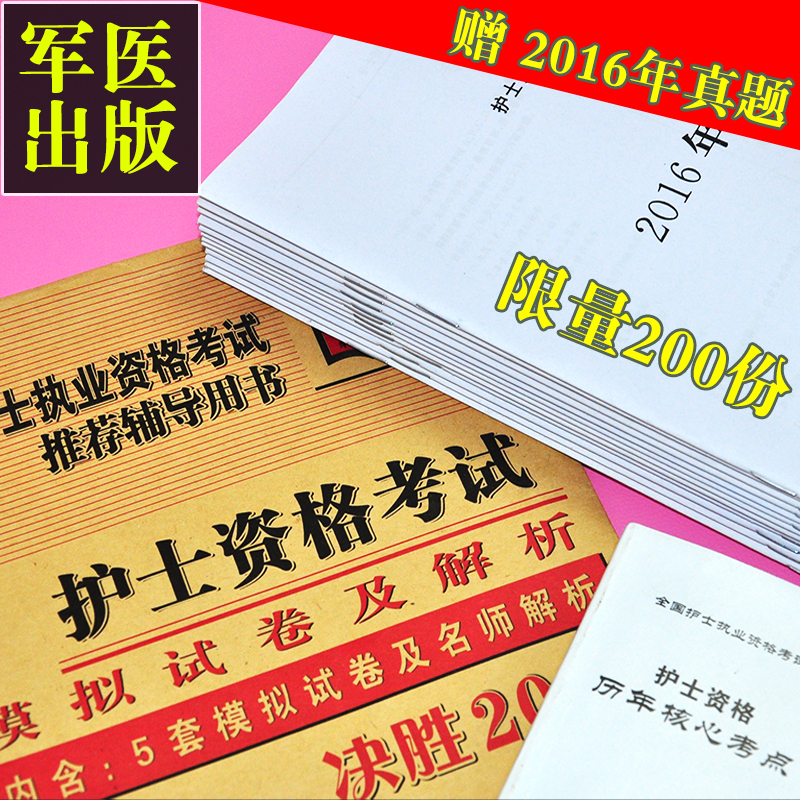 军医
出版
赠 2016年真题
护士
2016年
限量200份
士执业资格考试
推荐辅导用书
护士资格考试
模拟试卷及解析
内含：5套模拟试卷及名师解析
决胜20
全国护士执业资格考试
护士资格
历年核心考点